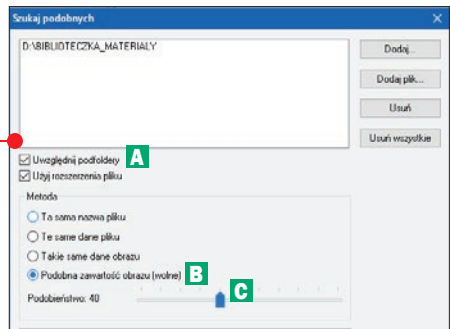 Szukaj podobnych
D:\BIBLIOTECZKA_MATERIALY
Dodaj...
Dodaj plik...
Usuń
Usuń wszystkie
Uwzględnij podfoldery A
Użyj rozszerzenia pliku
Metoda
Ta sama nazwa pliku
Te same dane pliku
Takie same dane obrazu
Podobna zawartość obrazu (wolne) B
Podobieństwo: 40 C